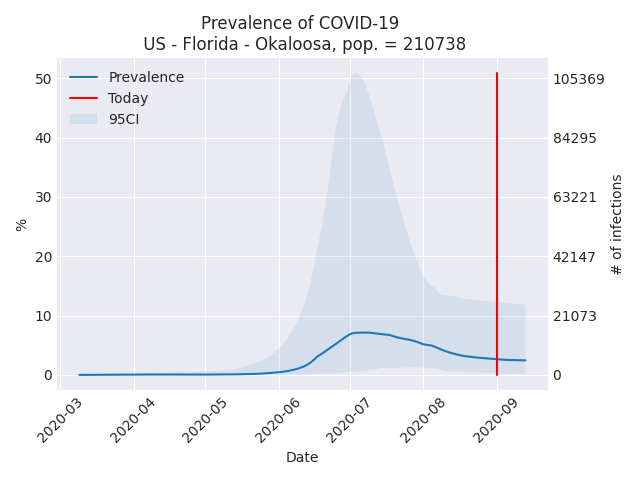 Prevalence of COVID-19
US - Florida - Okaloosa, pop. = 210738
Prevalence
Today
95CI
50
40
30
20
10
0
%
105369
84295
63221
42147
21073
0
# of infections
2020-03
2020-04
2020-05
2020-06
2020-07
2020-08
2020-09
Date